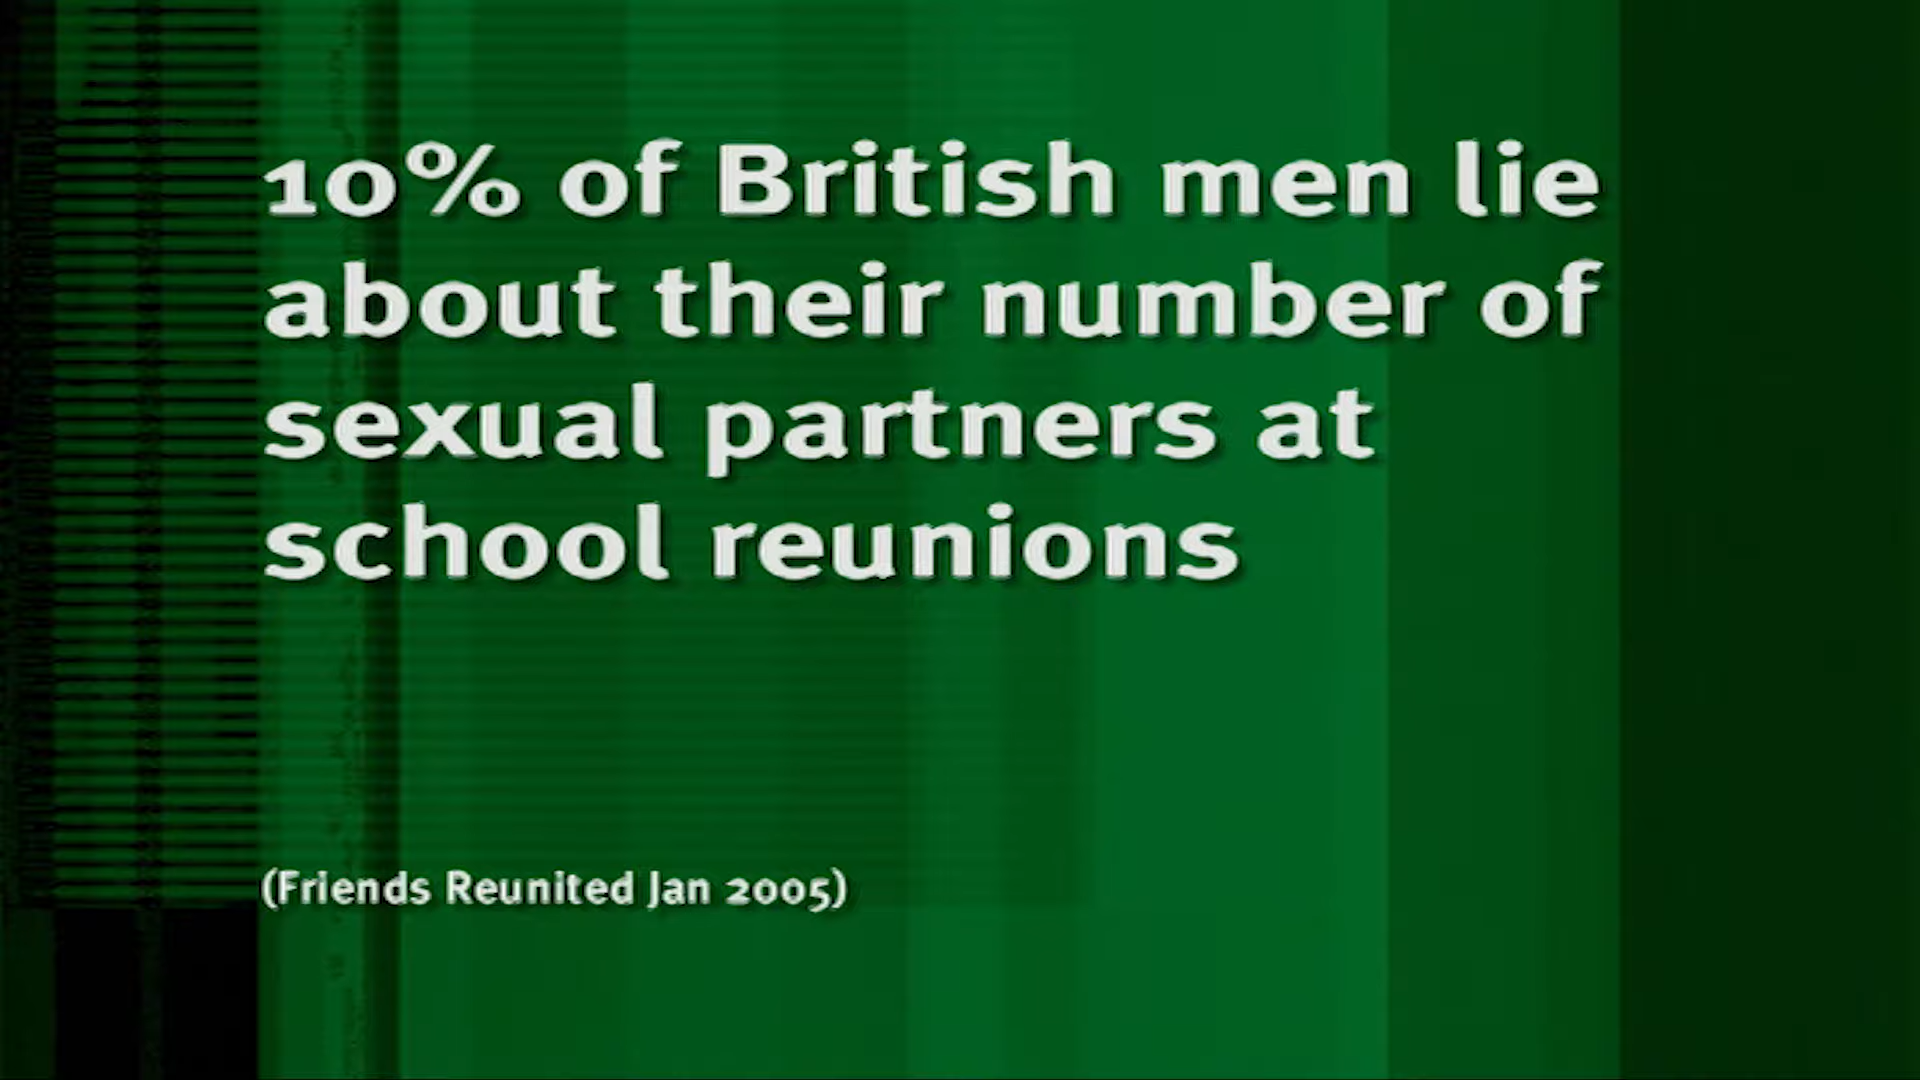 10% of British men lie
about their number of
sexual partners at
school reunions
(Friends Reunited Jan 2005)